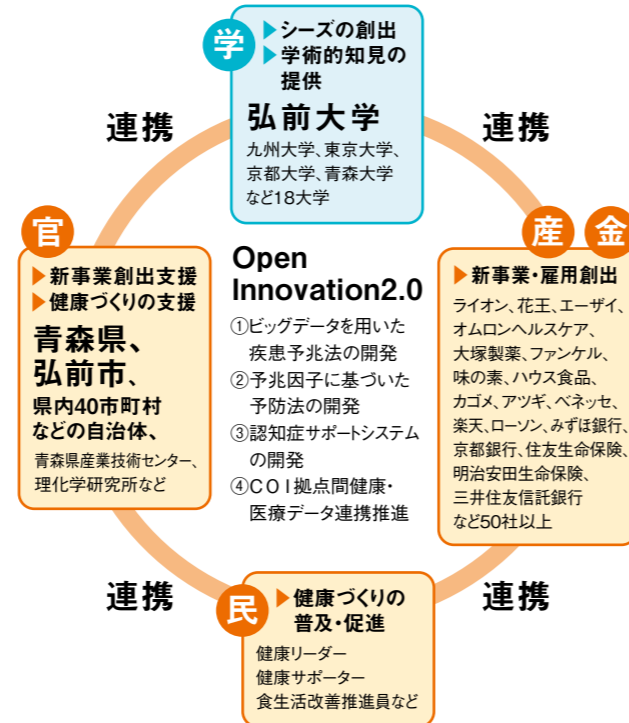 学
▶シーズの創出
▶学術的知見の
提供
弘前大学
九州大学、東京大学、
京都大学、青森大学
など18大学
連携
連携
官
▶新事業創出支援
▶健康づくりの支援
青森県、
弘前市、
県内40市町村
などの自治体、
青森県産業技術センター、
理化学研究所など
Open
Innovation2.0
①ビッグデータを用いた
疾患予兆法の開発
②予兆因子に基づいた
予防法の開発
③認知症サポートシステム
の開発
④COI拠点間健康・
医療データ連携推進
産
金
▶新事業・雇用創出
ライオン、花王、エーザイ、
オムロンヘルスケア、
大塚製薬、ファンケル、
味の素、ハウス食品、
カゴメ、アツギ、ベネッセ、
楽天、ローソン、みずほ銀行、
京都銀行、住友生命保険、
明治安田生命保険、
三井住友信託銀行
など50社以上
連携
連携
民
▶健康づくりの
普及・促進
健康リーダー
健康サポーター
食生活改善推進員など